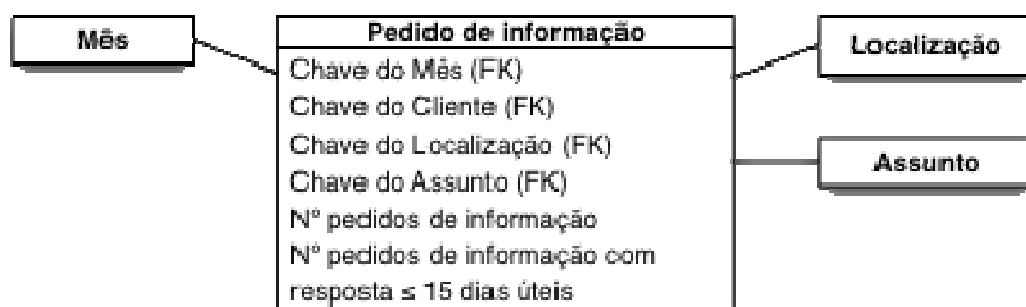 Mês
Pedido de informação
Chave do Mês (FK)
Chave do Cliente (FK)
Chave do Localização (FK)
Chave do Assunto (FK)
Nº pedidos de informação
Nº pedidos de informação com
resposta ≤ 15 dias úteis
Localização
Assunto